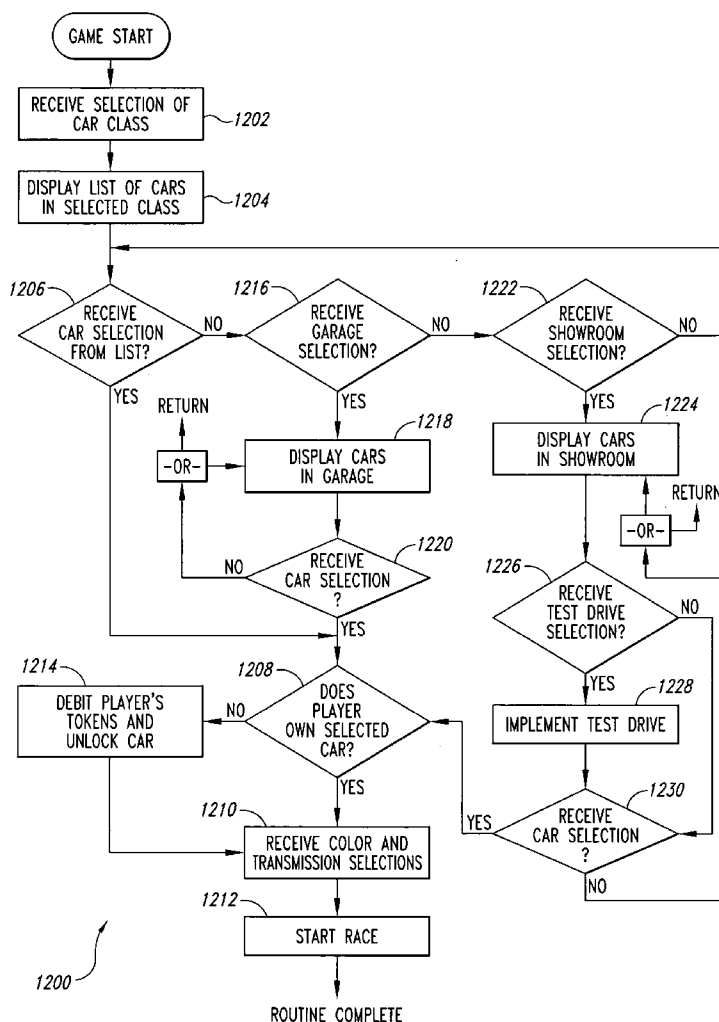 GAME START
RECEIVE SELECTION OF
CAR CLASS
1202
DISPLAY LIST OF CARS
IN SELECTED CLASS
1204
1206
RECEIVE
CAR SELECTION
FROM LIST?
NO
YES
1216
RECEIVE
GARAGE
SELECTION?
NO
YES
1222
RECEIVE
SHOWROOM
SELECTION?
NO
YES
RETURN
-OR-
1218
DISPLAY CARS
IN GARAGE
1224
DISPLAY CARS
IN SHOWROOM
RETURN
-OR-
1220
RECEIVE
CAR SELECTION
?
NO
YES
1226
RECEIVE
TEST DRIVE
SELECTION?
NO
YES
1214
DEBIT PLAYER'S
TOKENS AND
UNLOCK CAR
1208
DOES
PLAYER
OWN SELECTED
CAR?
NO
YES
1228
IMPLEMENT TEST DRIVE
1230
RECEIVE
CAR SELECTION
?
YES
NO
1210
RECEIVE COLOR AND
TRANSMISSION SELECTIONS
1212
START RACE
1200
ROUTINE COMPLETE